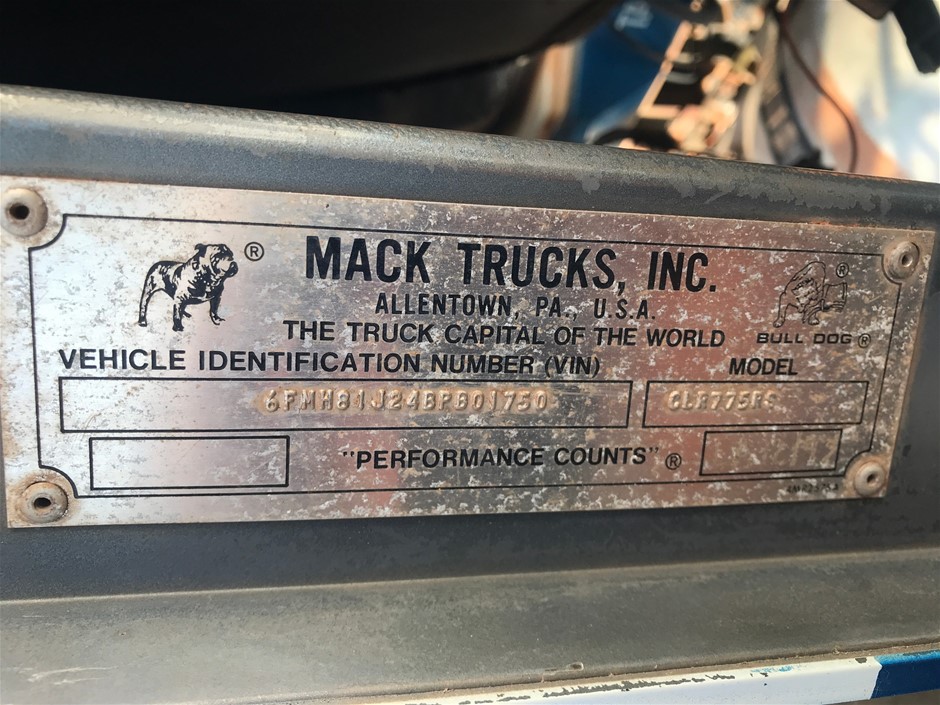 ®
MACK TRUCKS, INC.
ALLENTOWN, PA., U.S.A.
THE TRUCK CAPITAL OF THE WORLD
®
BULL DOG ®
VEHICLE IDENTIFICATION NUMBER (VIN)
MODEL
6FMH81J24BPB01750
CLR775RS
"PERFORMANCE COUNTS" ®